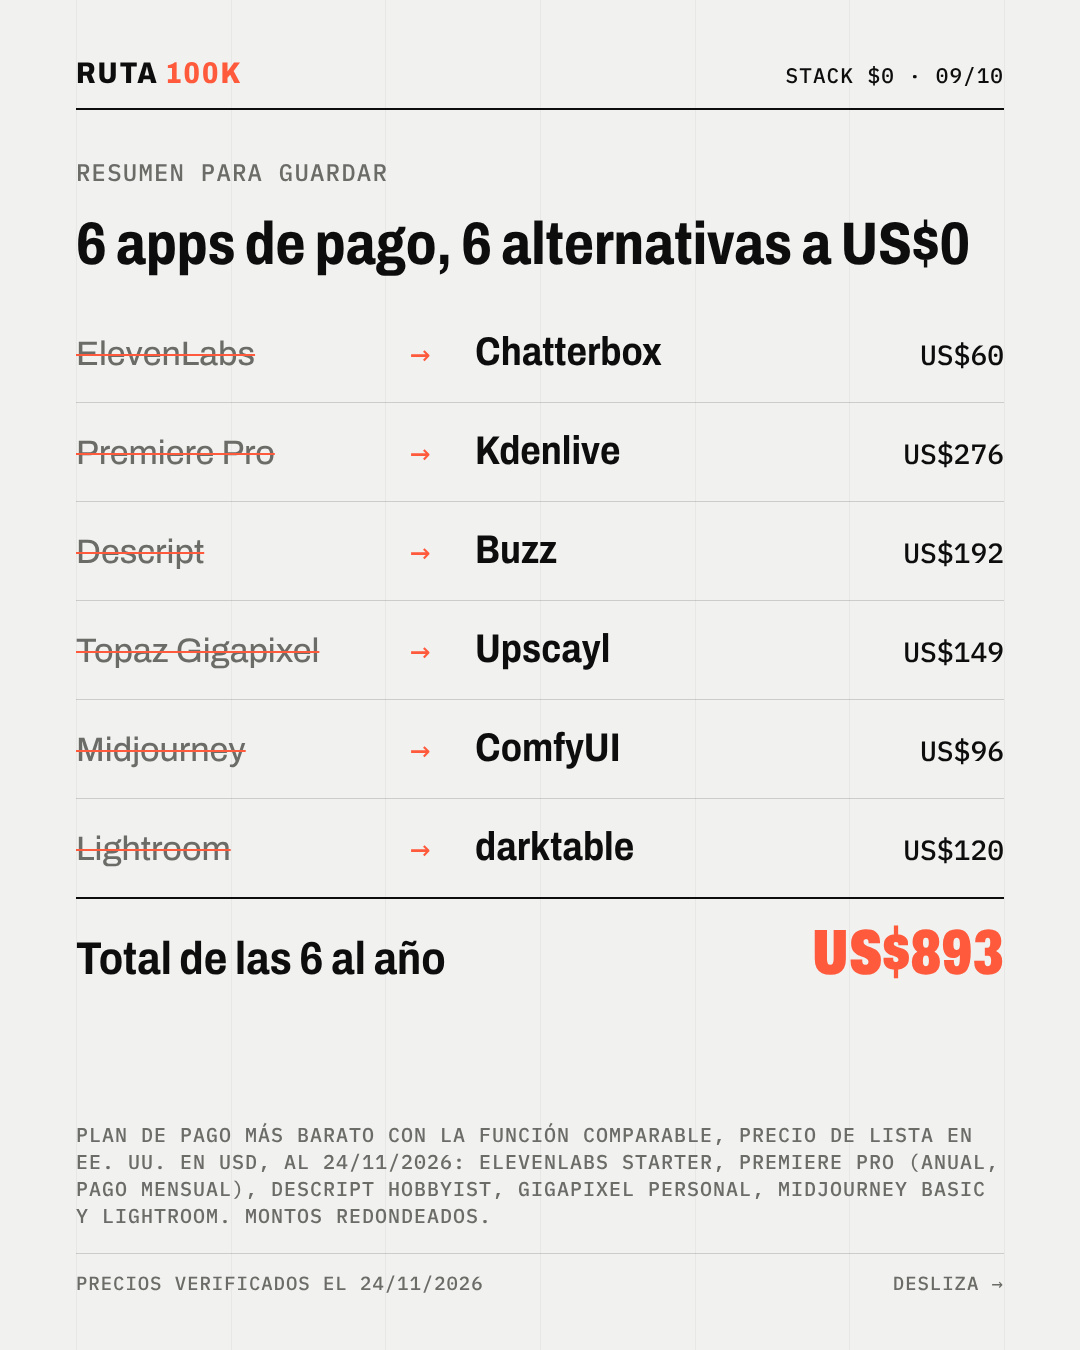 RUTA 100K
STACK $0 · 09/10
RESUMEN PARA GUARDAR
6 apps de pago, 6 alternativas a US$0
ElevenLabs → Chatterbox US$60
Premiere Pro → Kdenlive US$276
Descript → Buzz US$192
Topaz Gigapixel → Upscayl US$149
Midjourney → ComfyUI US$96
Lightroom → darktable US$120
Total de las 6 al año US$893
PLAN DE PAGO MÁS BARATO CON LA FUNCIÓN COMPARABLE, PRECIO DE LISTA EN
EE. UU. EN USD, AL 24/11/2026: ELEVENLABS STARTER, PREMIERE PRO (ANUAL,
PAGO MENSUAL), DESCRIPT HOBBYIST, GIGAPIXEL PERSONAL, MIDJOURNEY BASIC
Y LIGHTROOM. MONTOS REDONDEADOS.
PRECIOS VERIFICADOS EL 24/11/2026
DESLIZA →